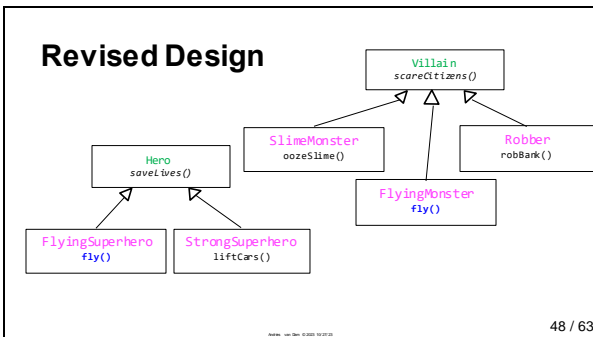 Revised Design
Villain
scareCitizens()
SlimeMonster
oozeSlime()
Robber
robBank()
Hero
saveLives()
FlyingMonster
fly()
FlyingSuperhero
fly()
StrongSuperhero
liftCars()
48 / 63